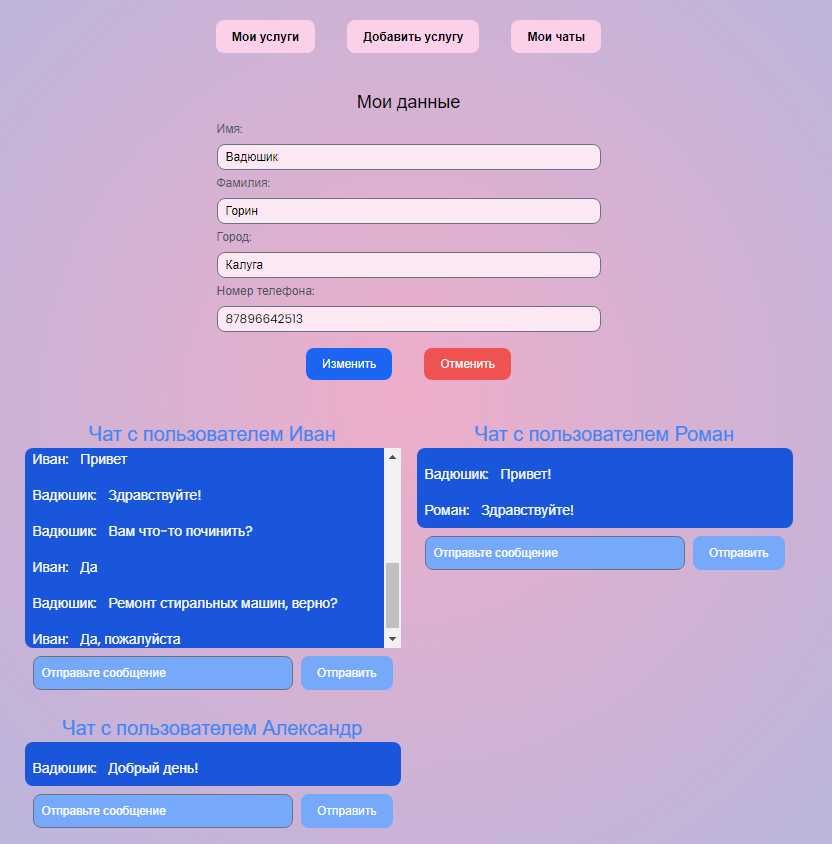 Мои услуги Добавить услугу Мои чаты
Мои данные
Имя:
Вадюшик
Фамилия:
Горин
Город:
Калуга
Номер телефона:
87896642513
Изменить Отменить
Чат с пользователем Иван
Иван: Привет
Вадюшик: Здравствуйте!
Вадюшик: Вам что-то починить?
Иван: Да
Вадюшик: Ремонт стиральных машин, верно?
Иван: Да, пожалуйста
Отправьте сообщение Отправить
Чат с пользователем Роман
Вадюшик: Привет!
Роман: Здравствуйте!
Отправьте сообщение Отправить
Чат с пользователем Александр
Вадюшик: Добрый день!
Отправьте сообщение Отправить